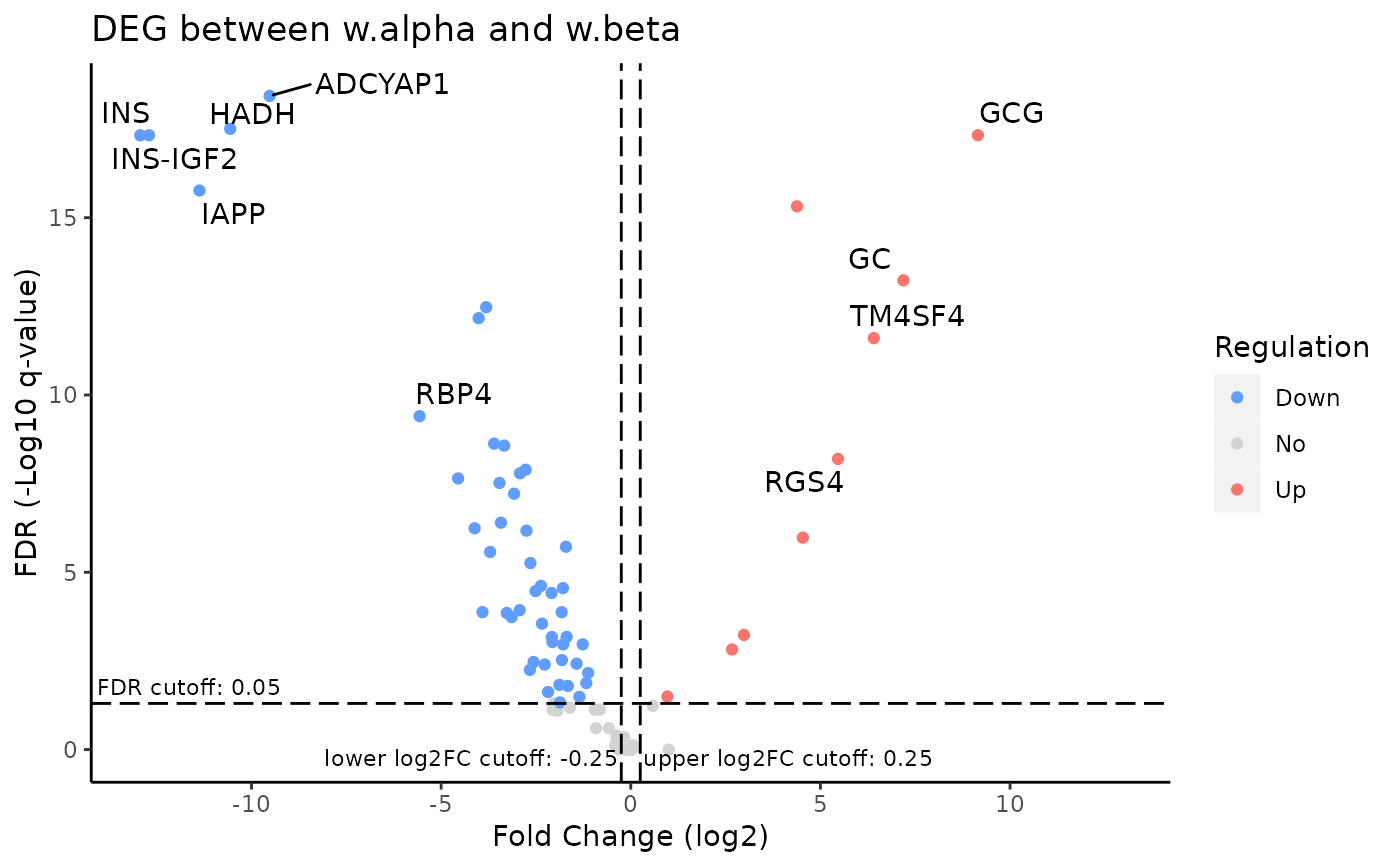 DEG between w.alpha and w.beta
ADCYAP1
INS
HADH
GCG
INS-IGF2
IAPP
GC
TM4SF4
RBP4
RGS4
FDR cutoff: 0.05
lower log2FC cutoff: -0.25
upper log2FC cutoff: 0.25
15
10
5
0
FDR (-Log10 q-value)
-10
-5
0
5
10
Fold Change (log2)
Regulation
Down
No
Up